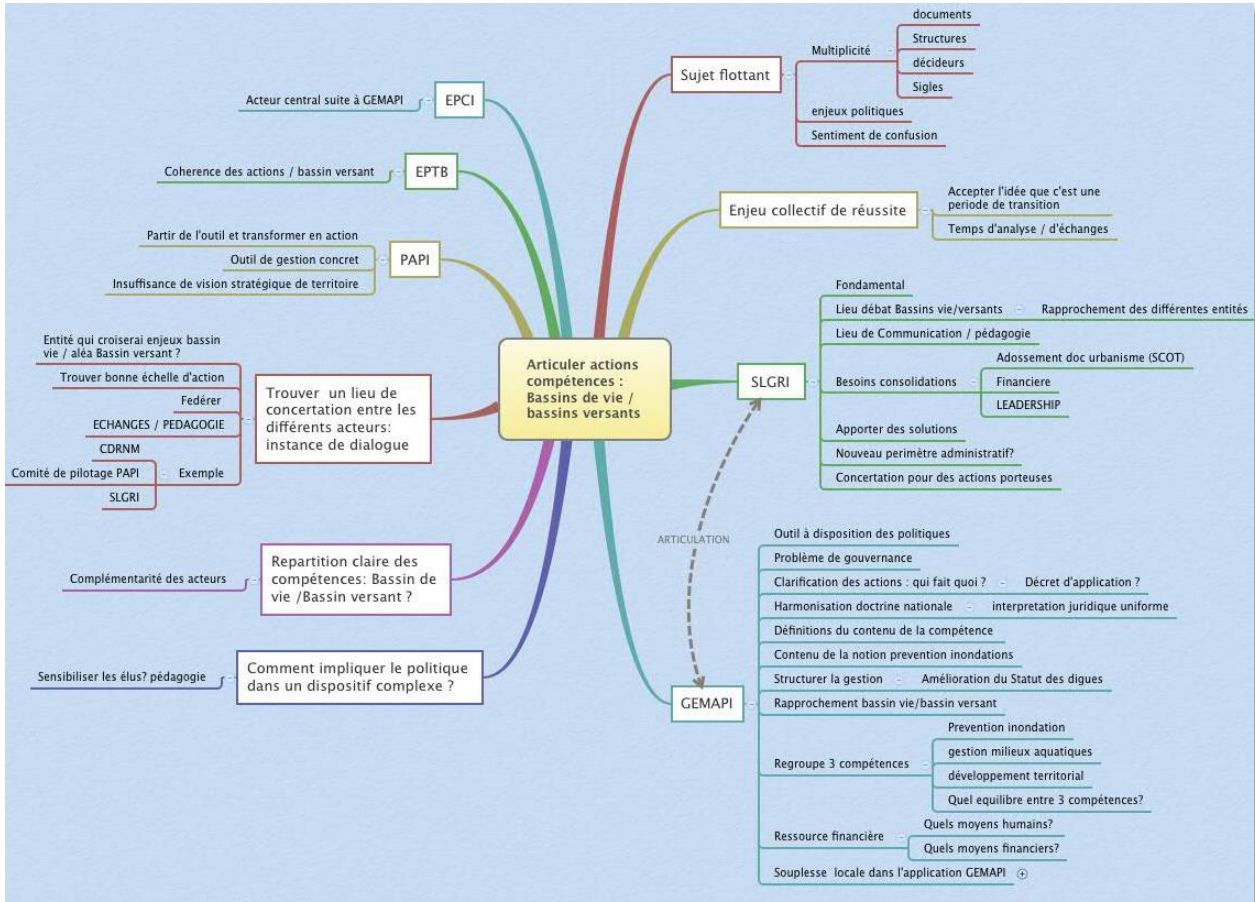 Articuler actions
compétences :
Bassins de vie /
bassins versants
Sujet flottant
Multiplicité
documents
Structures
décideurs
Sigles
enjeux politiques
Sentiment de confusion
Enjeu collectif de réussite
Accepter l'idée que c'est une
periode de transition
Temps d'analyse / d'échanges
SLGRI
Fondamental
Lieu débat Bassins vie/versants
Rapprochement des différentes entités
Lieu de Communication / pédagogie
Besoins consolidations
Adossement doc urbanisme (SCOT)
Financiere
LEADERSHIP
Apporter des solutions
Nouveau perimètre administratif?
Concertation pour des actions porteuses
ARTICULATION
GEMAPI
Outil à disposition des politiques
Problème de gouvernance
Clarification des actions : qui fait quoi ?
Décret d'application ?
Harmonisation doctrine nationale
interpretation juridique uniforme
Définitions du contenu de la compétence
Contenu de la notion prevention inondations
Structurer la gestion
Amélioration du Statut des digues
Rapprochement bassin vie/bassin versant
Regroupe 3 compétences
Prevention inondation
gestion milieux aquatiques
développement territorial
Quel equilibre entre 3 compétences?
Ressource financière
Quels moyens humains?
Quels moyens financiers?
Souplesse locale dans l'application GEMAPI
EPCI
Acteur central suite à GEMAPI
EPTB
Coherence des actions / bassin versant
PAPI
Partir de l'outil et transformer en action
Outil de gestion concret
Insuffisance de vision stratégique de territoire
Trouver un lieu de
concertation entre les
différents acteurs:
instance de dialogue
Entité qui croiserai enjeux bassin
vie / aléa Bassin versant ?
Trouver bonne échelle d'action
Fedérer
ECHANGES / PEDAGOGIE
Exemple
CDRNM
Comité de pilotage PAPI
SLGRI
Repartition claire des
compétences: Bassin de
vie /Bassin versant ?
Complémentarité des acteurs
Comment impliquer le politique
dans un dispositif complexe ?
Sensibiliser les élus? pédagogie